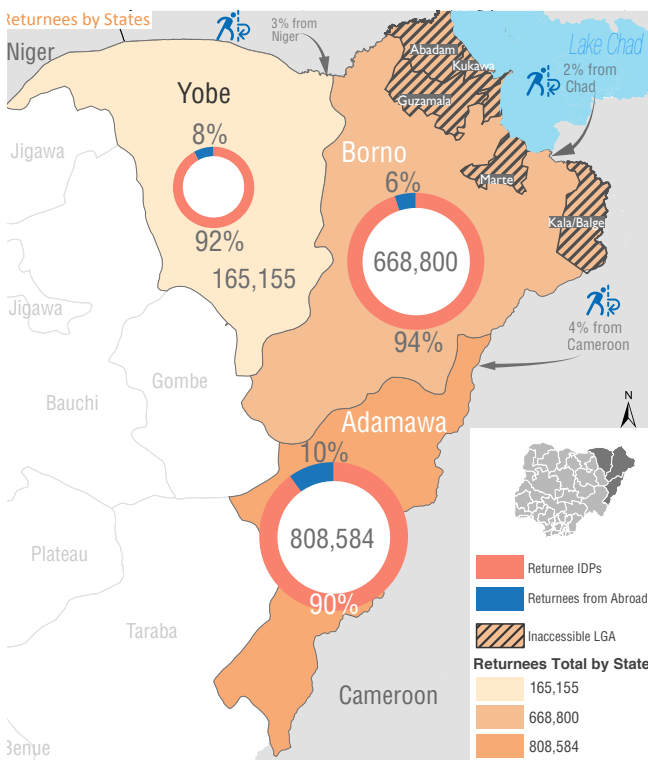 Returnees by States
3% from
Niger
Niger
Lake Chad
Abadam
Kukawa
2% from
Chad
Yobe
Guzamala
8%
Jigawa
Borno
Marte
6%
Kala/Balge
92%
668,800
165,155
Jigawa
4% from
Cameroon
94%
Gombe
Bauchi
N
Adamawa
10%
808,584
Plateau
90%
Taraba
Cameroon
Benue
Returnee IDPs
Returnees from Abroad
Inaccessible LGA
Returnees Total by State
165,155
668,800
808,584